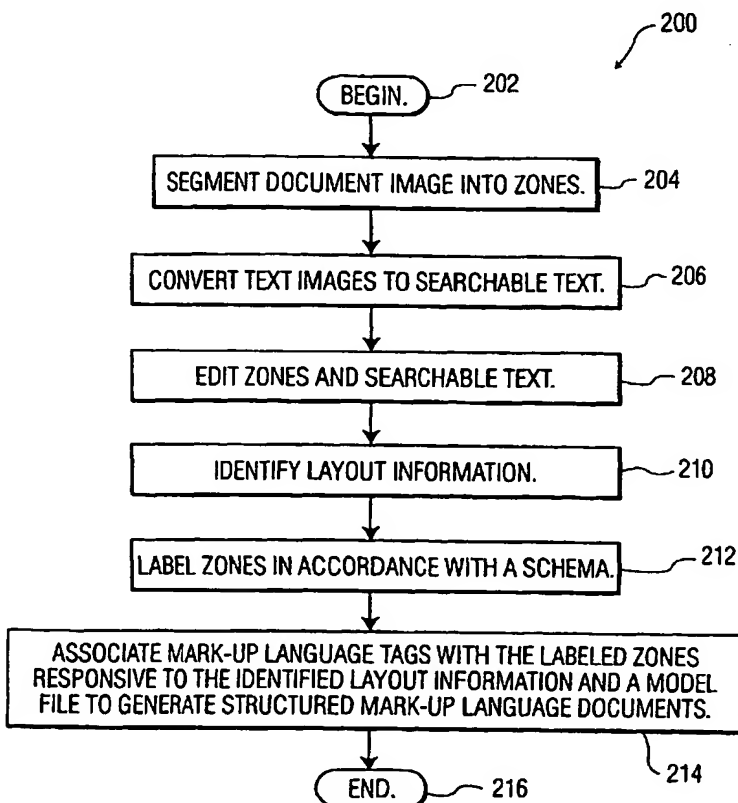 200
BEGIN. 202
SEGMENT DOCUMENT IMAGE INTO ZONES. 204
CONVERT TEXT IMAGES TO SEARCHABLE TEXT. 206
EDIT ZONES AND SEARCHABLE TEXT. 208
IDENTIFY LAYOUT INFORMATION. 210
LABEL ZONES IN ACCORDANCE WITH A SCHEMA. 212
ASSOCIATE MARK-UP LANGUAGE TAGS WITH THE LABELED ZONES
RESPONSIVE TO THE IDENTIFIED LAYOUT INFORMATION AND A MODEL
FILE TO GENERATE STRUCTURED MARK-UP LANGUAGE DOCUMENTS.
214
END. 216